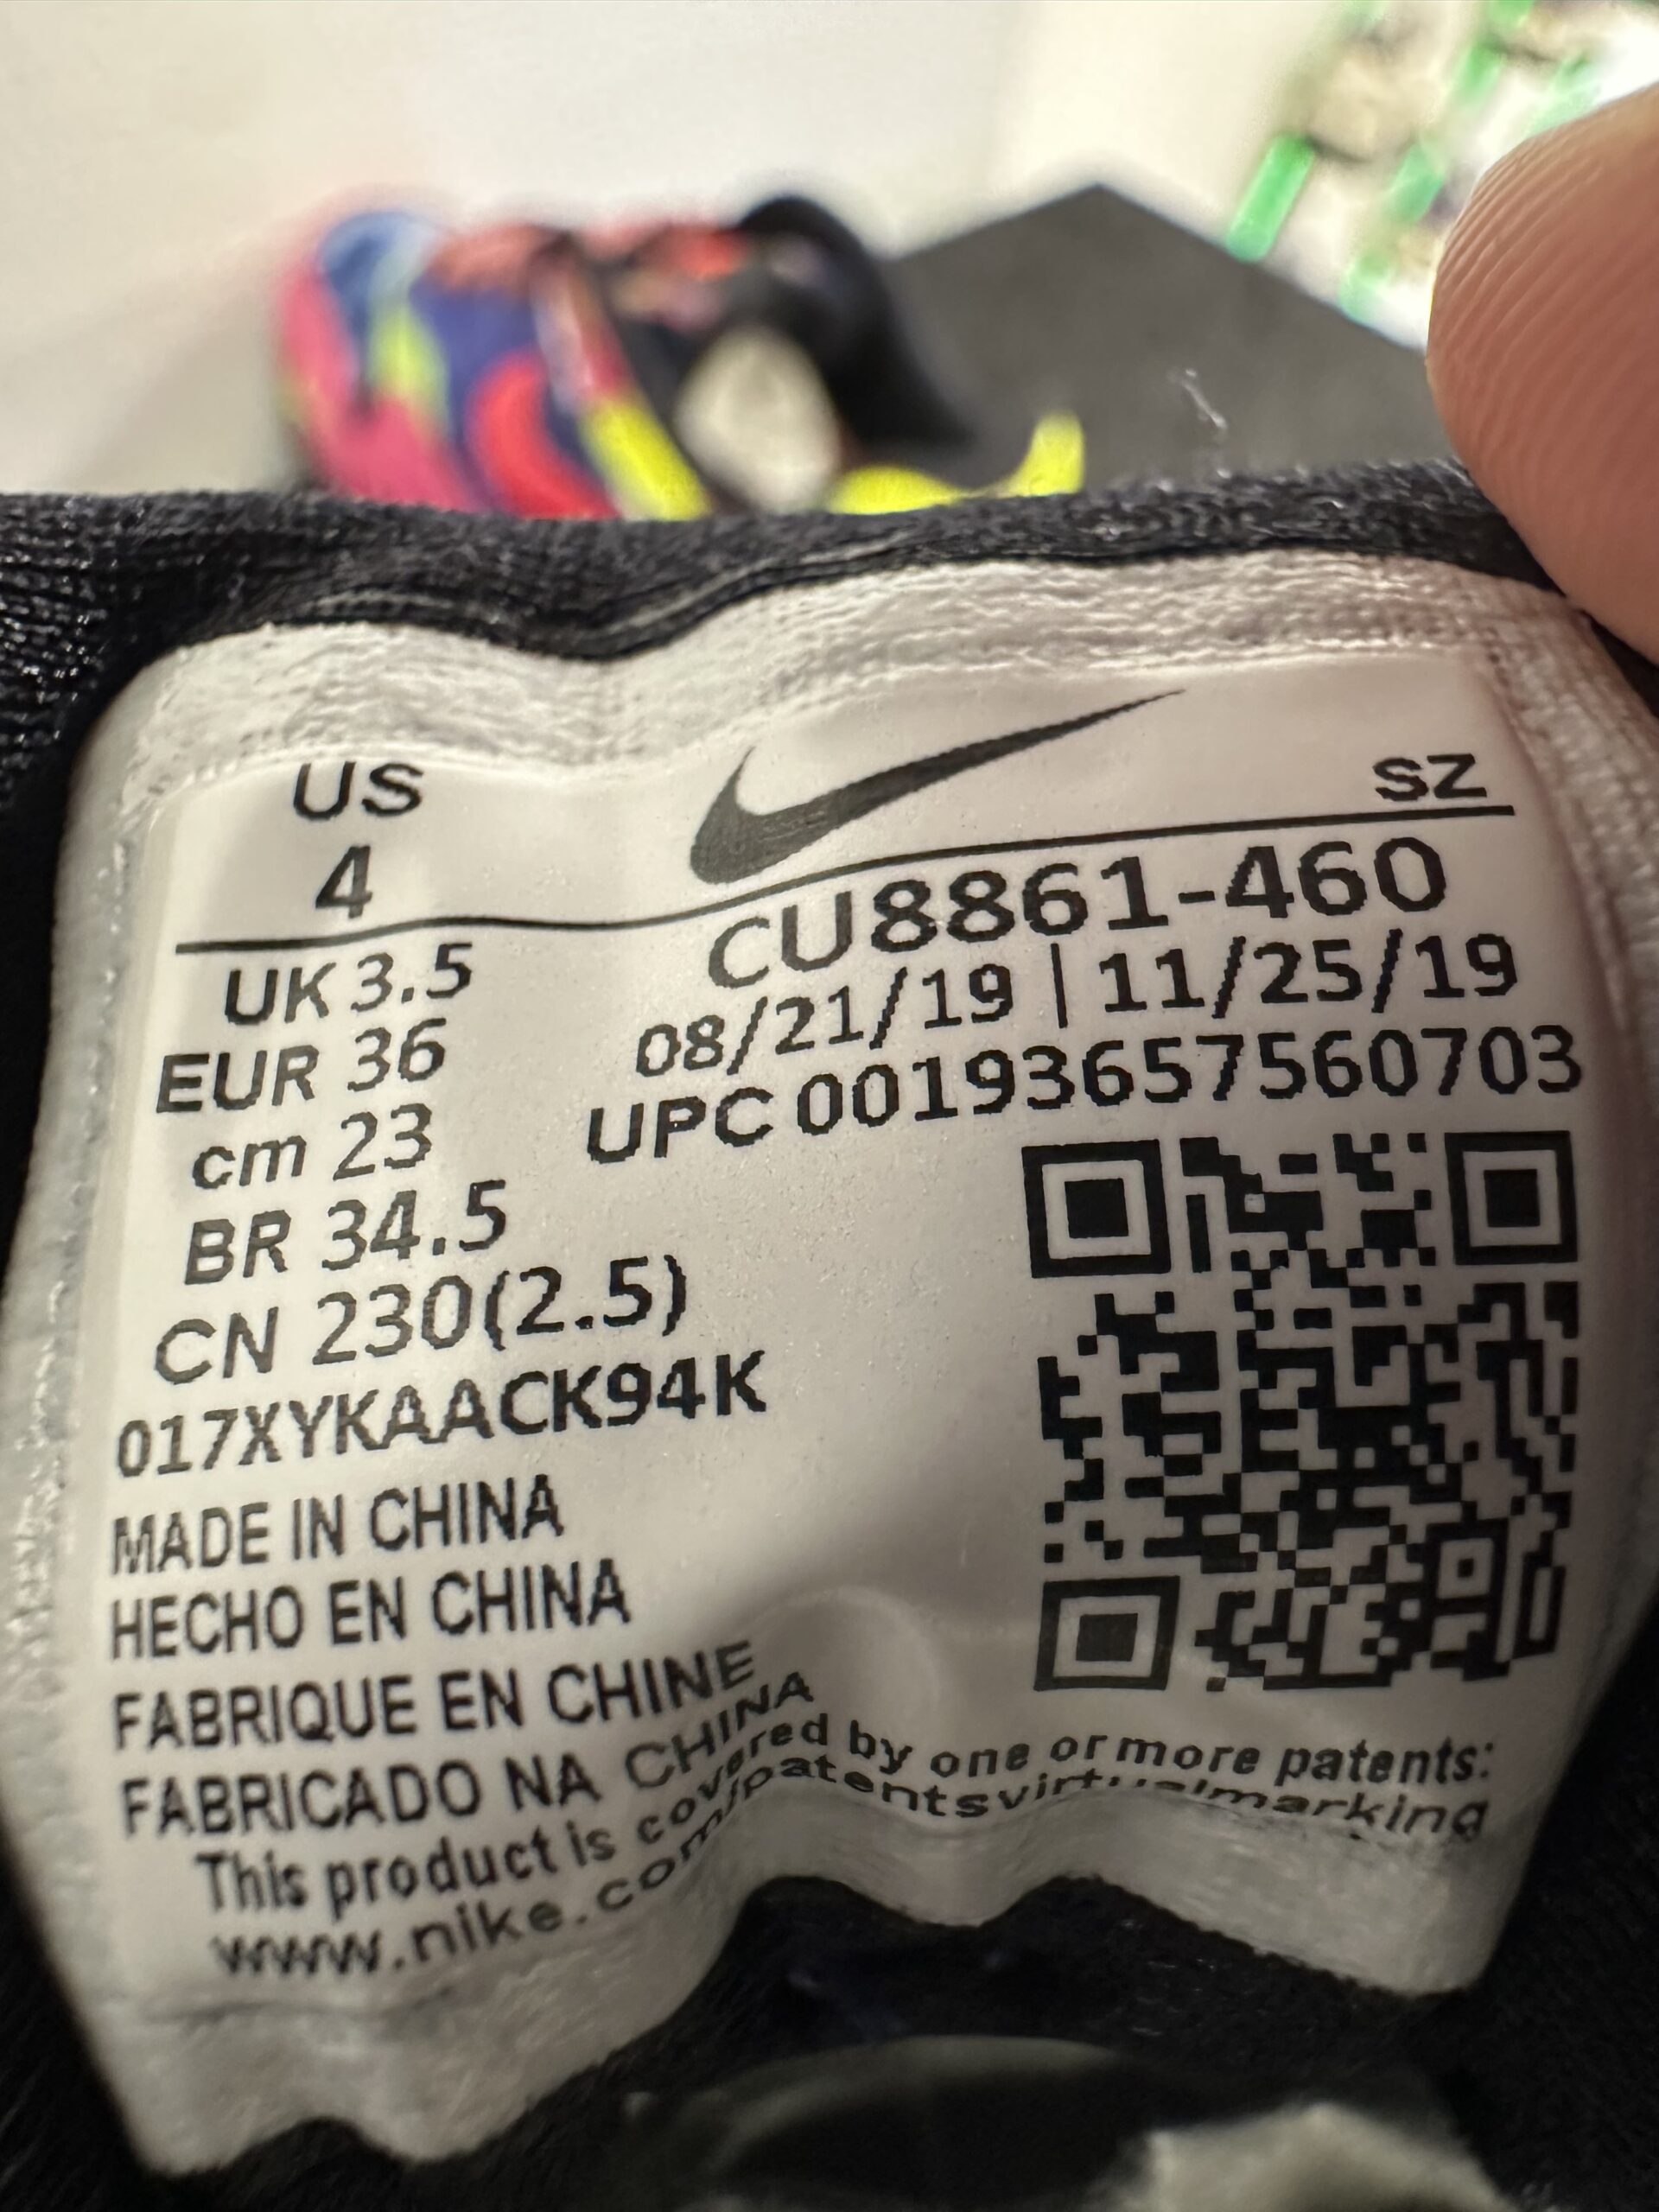 US
4
SZ
CU8861-460
08/21/19 | 11/25/19
UPC 00193657560703
UK 3.5
EUR 36
cm 23
BR 34.5
CN 230(2.5)
017XYKAACK94K
MADE IN CHINA
HECHO EN CHINA
FABRIQUE EN CHINE
FABRICADO NA CHINA
This product is covered by one or more patents:
www.nike.com/patentsvirtualmarking